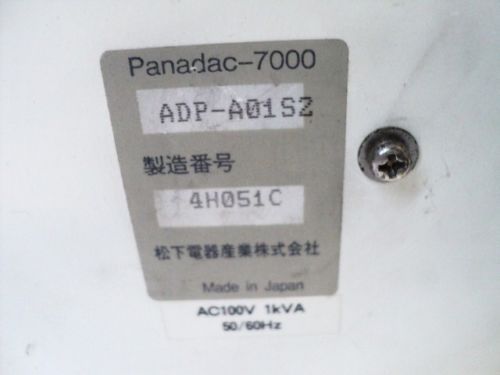 Panadac-7000
ADP-A01S2
製造番号
4H051C
松下電器産業株式会社
Made in Japan
AC100V 1kVA
50/60Hz